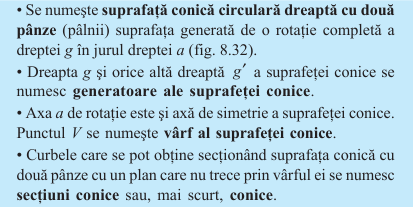 • Se numeşte suprafaţă conică circulară dreaptă cu două
pânze (pâlnii) suprafaţa generată de o rotaţie completă a
dreptei g în jurul dreptei a (fig. 8.32).
• Dreapta g şi orice altă dreaptă g′ a suprafeţei conice se
numesc generatoare ale suprafeţei conice.
• Axa a de rotaţie este şi axă de simetrie a suprafeţei conice.
Punctul V se numeşte vârf al suprafeţei conice.
• Curbele care se pot obţine secţionând suprafaţa conică cu
două pânze cu un plan care nu trece prin vârful ei se numesc
secţiuni conice sau, mai scurt, conice.